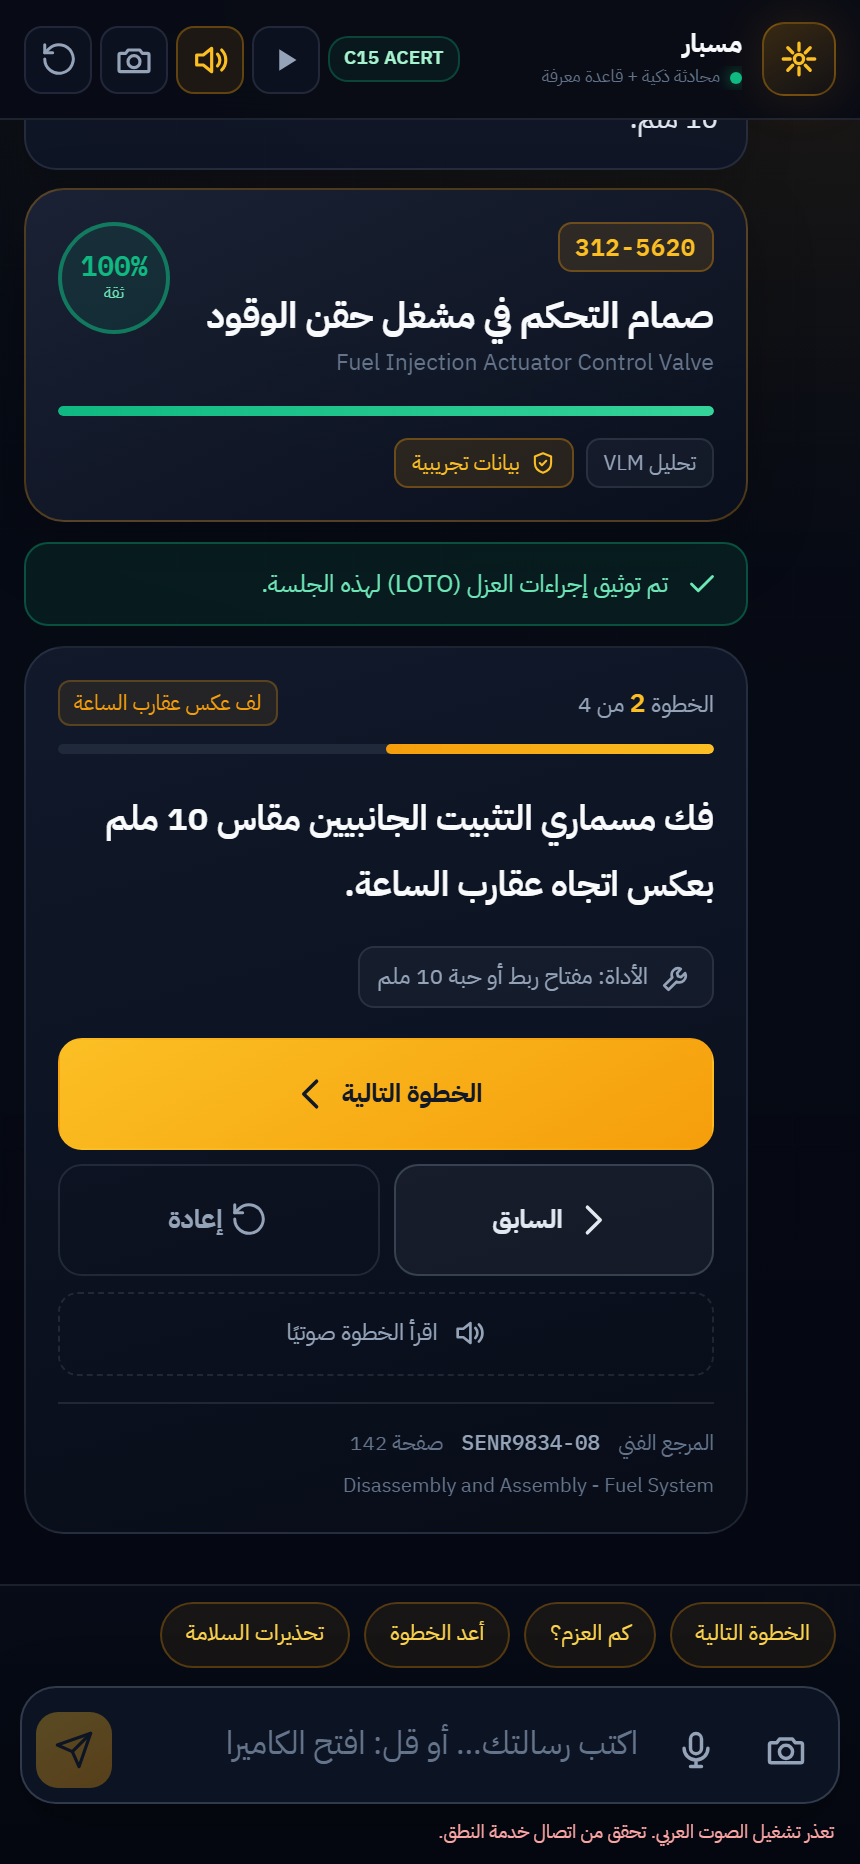 مسبار
محادثة ذكية + قاعدة معرفة
C15 ACERT
10 ملم.
312-5620
100%
ثقة
صمام التحكم في مشغل حقن الوقود
Fuel Injection Actuator Control Valve
تحليل VLM
بيانات تجريبية
تم توثيق إجراءات العزل (LOTO) لهذه الجلسة.
الخطوة 2 من 4
لف عكس عقارب الساعة
فك مسماري التثبيت الجانبيين مقاس 10 ملم
بعكس اتجاه عقارب الساعة.
الأداة: مفتاح ربط أو حبة 10 ملم
الخطوة التالية
السابق
إعادة
اقرأ الخطوة صوتيًا
المرجع الفني SENR9834-08 صفحة 142
Disassembly and Assembly - Fuel System
الخطوة التالية
كم العزم؟
أعد الخطوة
تحذيرات السلامة
اكتب رسالتك... أو قل: افتح الكاميرا
تعذر تشغيل الصوت العربي. تحقق من اتصال خدمة النطق.